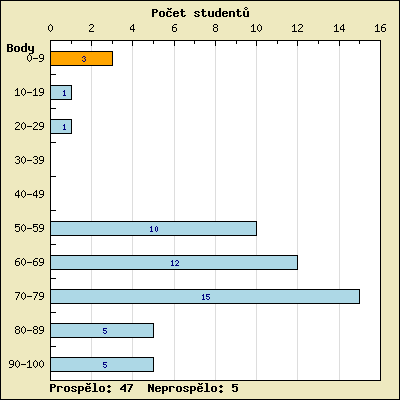 Počet studentů
0 2 4 6 8 10 12 14 16
Body
0-9 3
10-19 1
20-29 1
30-39
40-49
50-59 10
60-69 12
70-79 15
80-89 5
90-100 5
Prospělo: 47 Neprospělo: 5